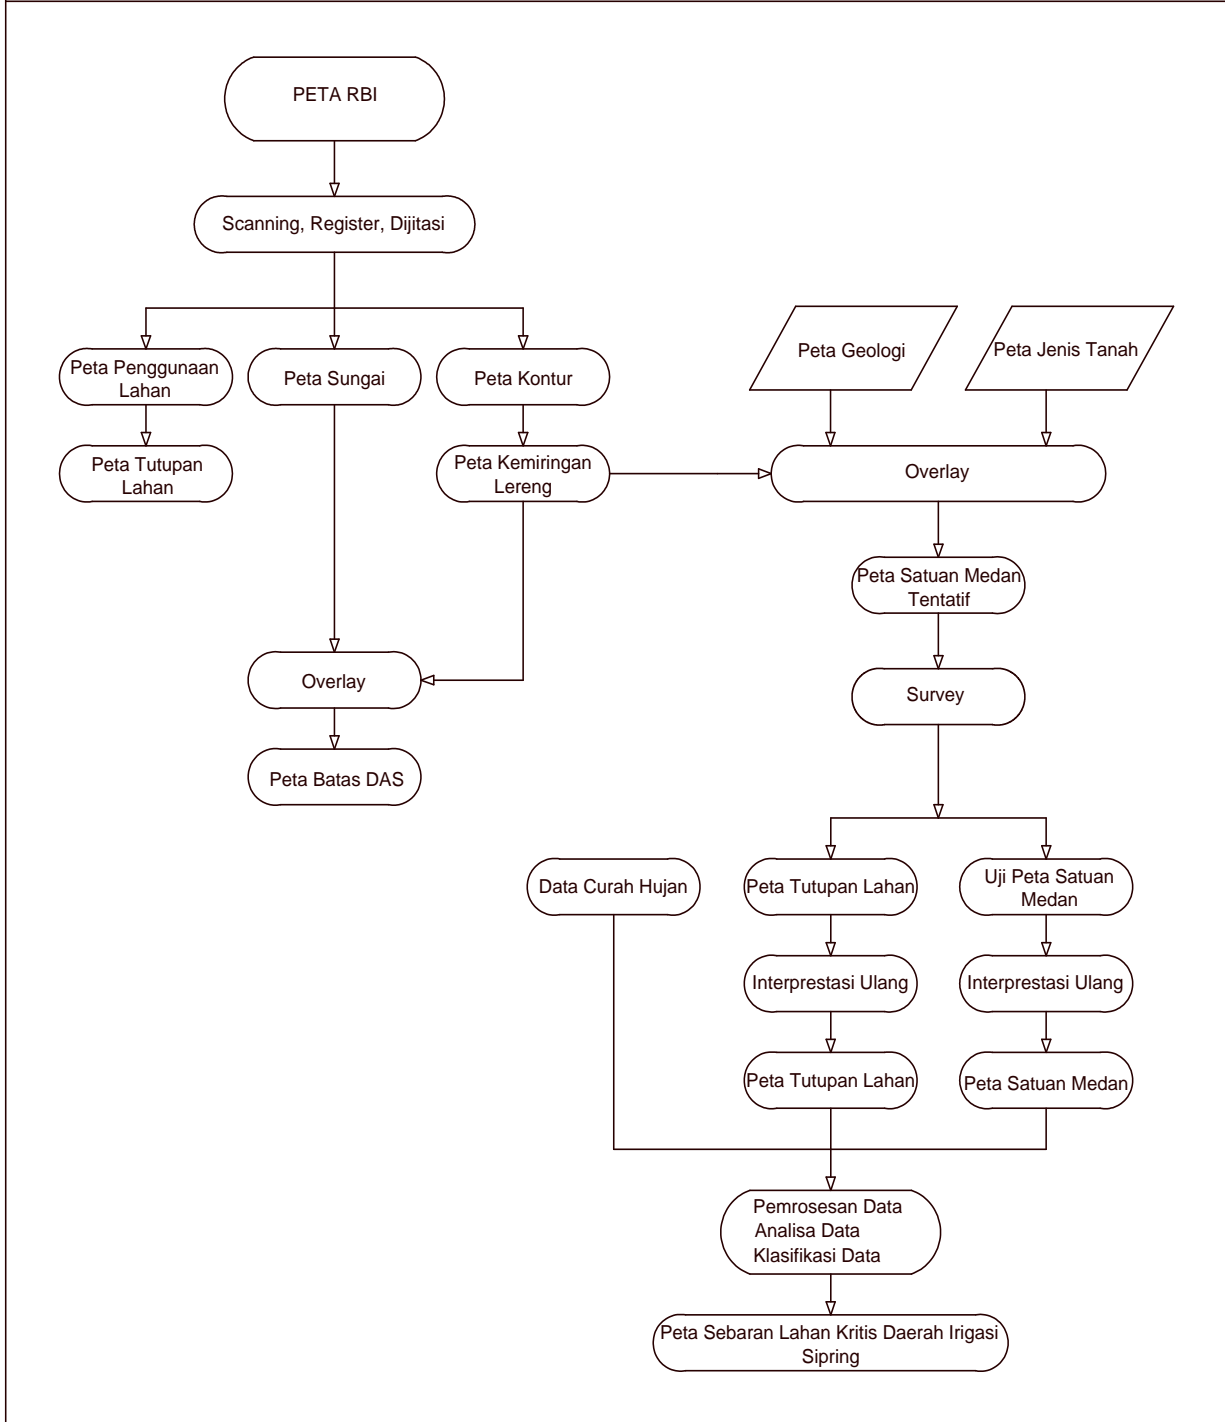 PETA RBI
Scanning, Register, Dijitasi
Peta Penggunaan
Lahan
Peta Sungai
Peta Kontur
Peta Geologi
Peta Jenis Tanah
Peta Tutupan
Lahan
Peta Kemiringan
Lereng
Overlay
Peta Satuan Medan
Tentatif
Overlay
Survey
Peta Batas DAS
Data Curah Hujan
Peta Tutupan Lahan
Uji Peta Satuan
Medan
Interprestasi Ulang
Interprestasi Ulang
Peta Tutupan Lahan
Peta Satuan Medan
Pemrosesan Data
Analisa Data
Klasifikasi Data
Peta Sebaran Lahan Kritis Daerah Irigasi
Sipring